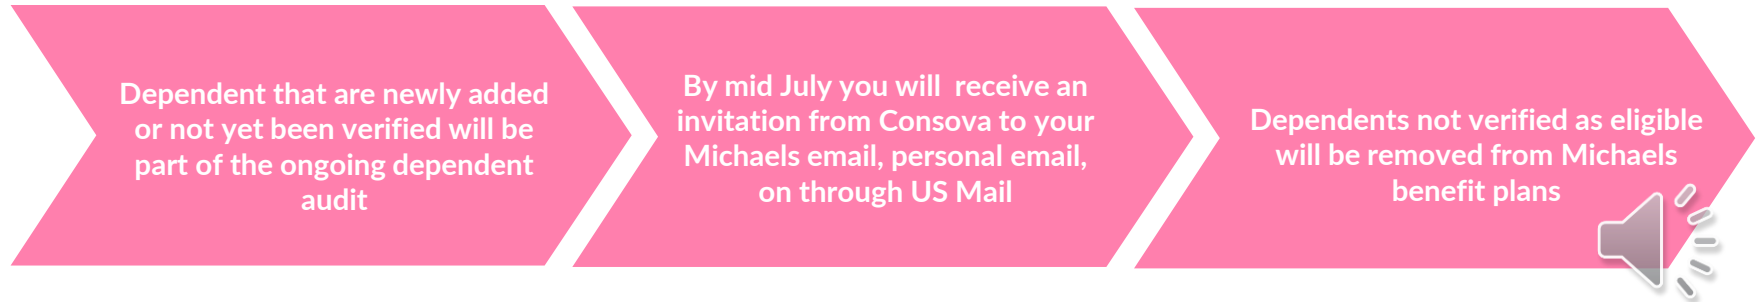 Dependent that are newly added
or not yet been verified will be
part of the ongoing dependent
audit
By mid July you will  receive an
invitation from Consova to your
Michaels email, personal email,
on through US Mail
Dependents not verified as eligible
will be removed from Michaels
benefit plans